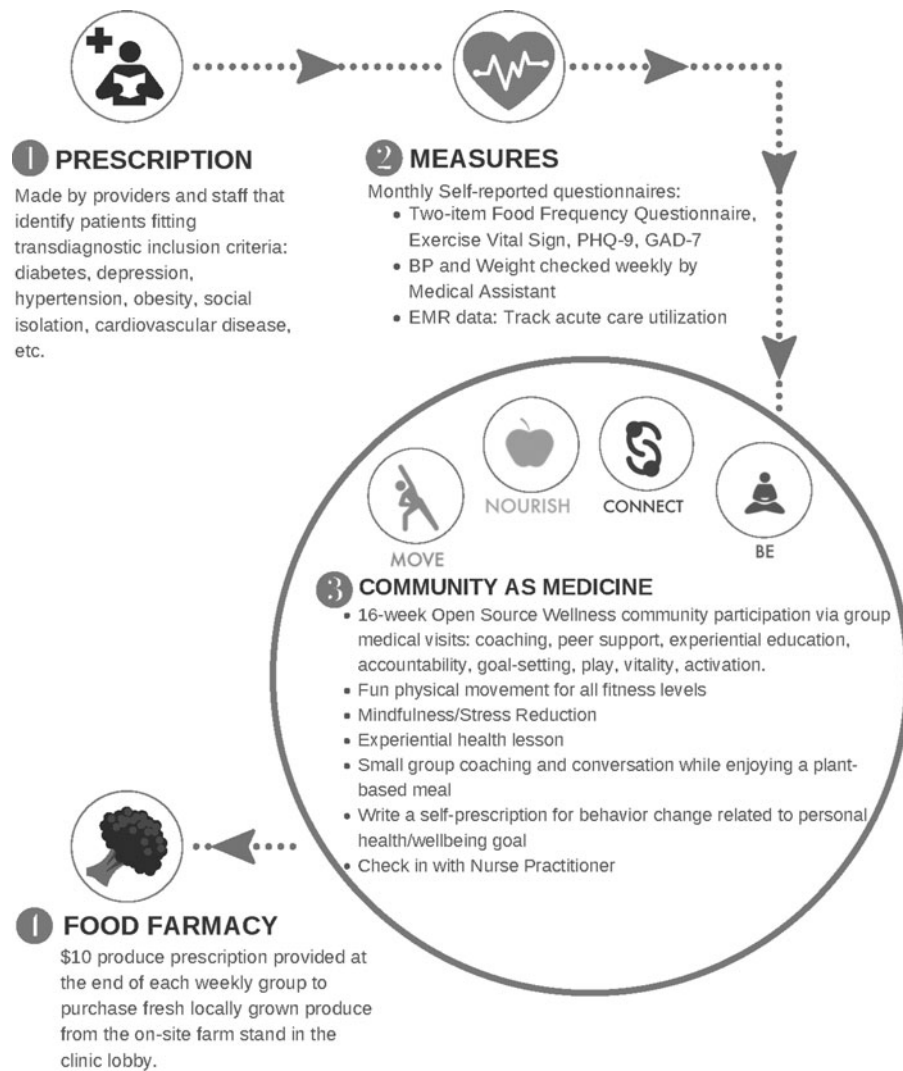 1 PRESCRIPTION
Made by providers and staff that
identify patients fitting
transdiagnostic inclusion criteria:
diabetes, depression,
hypertension, obesity, social
isolation, cardiovascular disease,
etc.
2 MEASURES
Monthly Self-reported questionnaires:
• Two-item Food Frequency Questionnaire,
Exercise Vital Sign, PHQ-9, GAD-7
• BP and Weight checked weekly by
Medical Assistant
• EMR data: Track acute care utilization
MOVE
NOURISH
CONNECT
BE
3 COMMUNITY AS MEDICINE
• 16-week Open Source Wellness community participation via group
medical visits: coaching, peer support, experiential education,
accountability, goal-setting, play, vitality, activation.
• Fun physical movement for all fitness levels
• Mindfulness/Stress Reduction
• Experiential health lesson
• Small group coaching and conversation while enjoying a plant-
based meal
• Write a self-prescription for behavior change related to personal
health/wellbeing goal
• Check in with Nurse Practitioner
1 FOOD FARMACY
$10 produce prescription provided at
the end of each weekly group to
purchase fresh locally grown produce
from the on-site farm stand in the
clinic lobby.